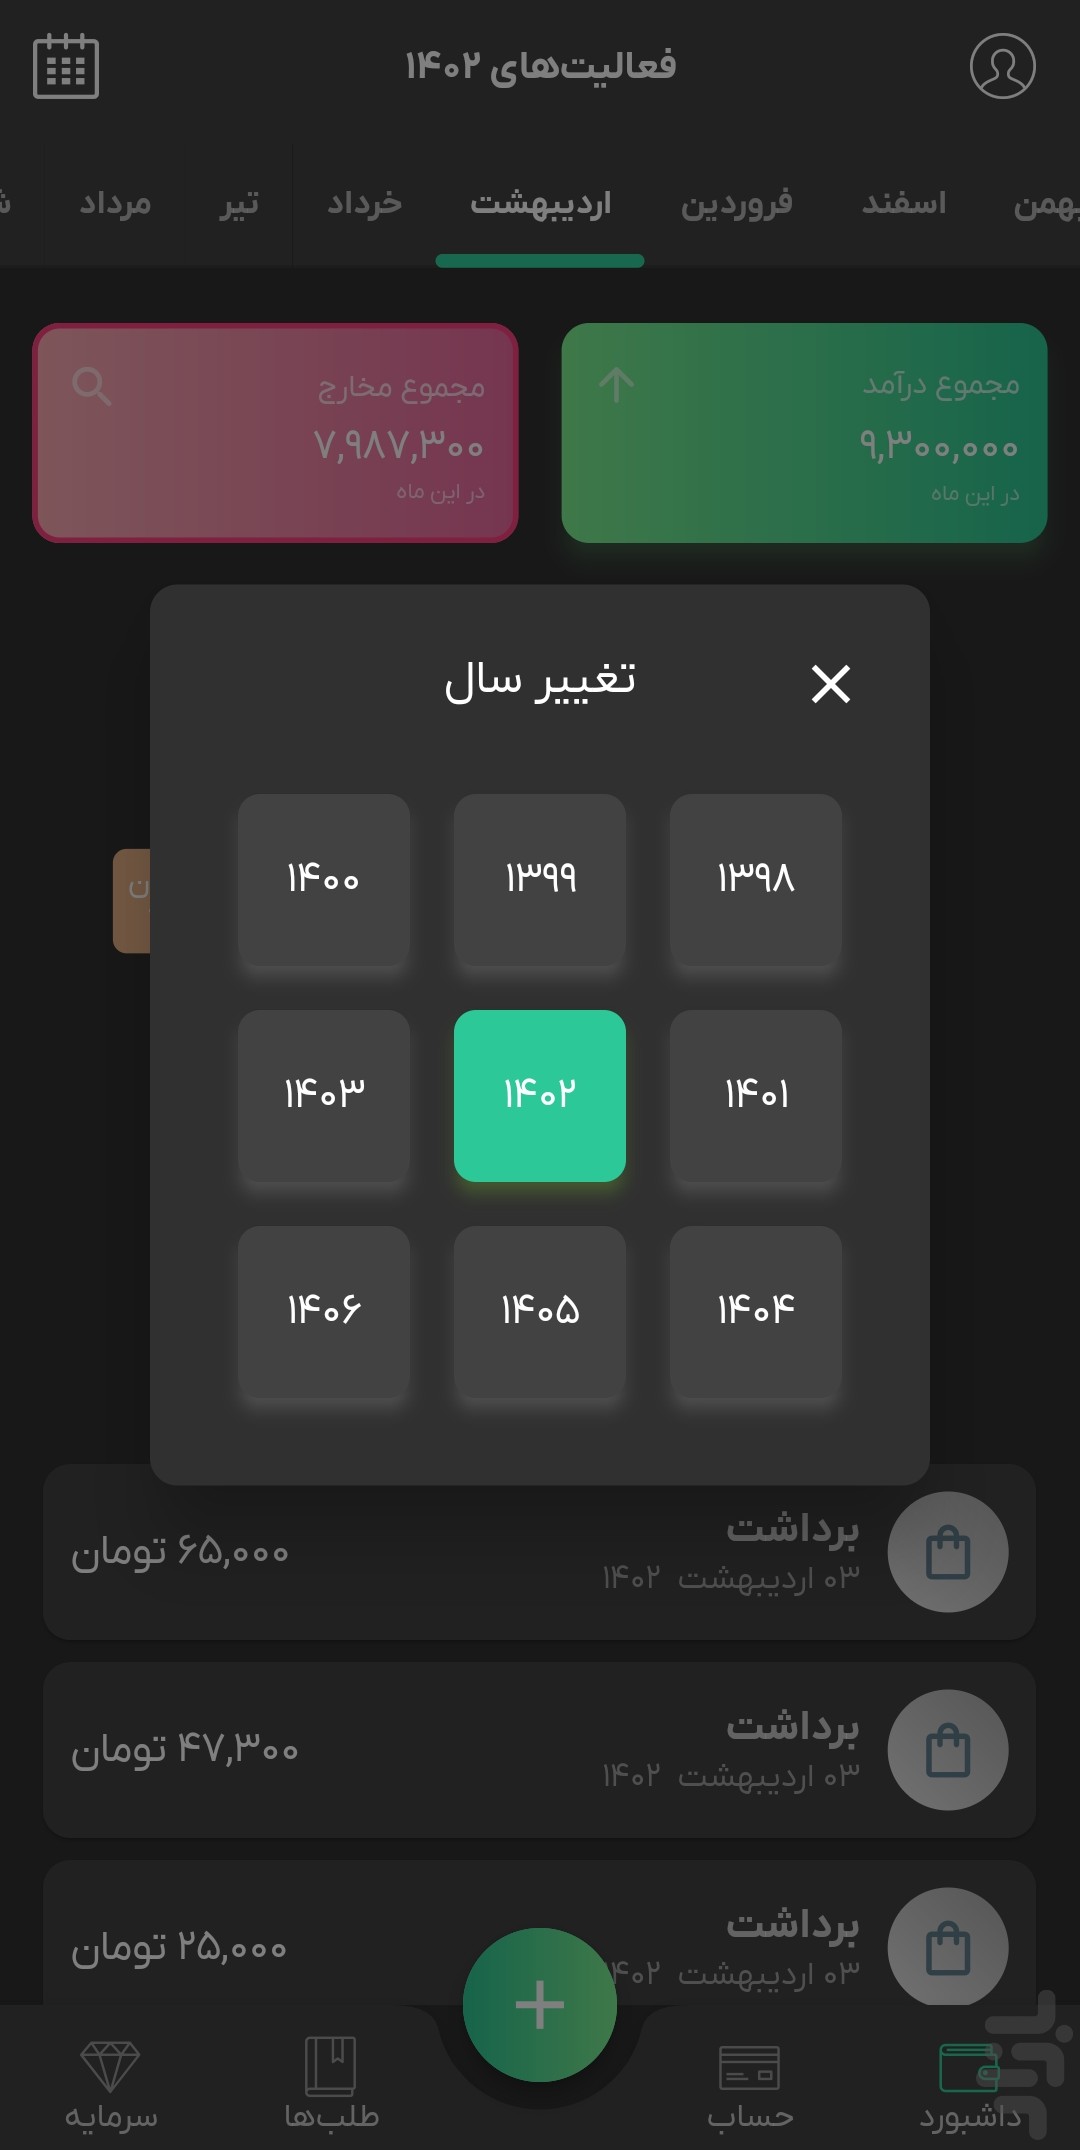 فعالیت‌های ۱۴۰۲
بهمن اسفند فروردین اردیبهشت خرداد تیر مرداد
مجموع درآمد
۹,۳۰۰,۰۰۰
در این ماه
مجموع مخارج
۷,۹۸۷,۳۰۰
در این ماه
تغییر سال
۱۳۹۸ ۱۳۹۹ ۱۴۰۰
۱۴۰۱ ۱۴۰۲ ۱۴۰۳
۱۴۰۴ ۱۴۰۵ ۱۴۰۶
برداشت
۰۳ اردیبهشت ۱۴۰۲
۶۵,۰۰۰ تومان
برداشت
۰۳ اردیبهشت ۱۴۰۲
۴۷,۳۰۰ تومان
برداشت
۰۳ اردیبهشت ۱۴۰۲
۲۵,۰۰۰ تومان
داشبورد حساب طلب‌ها سرمایه